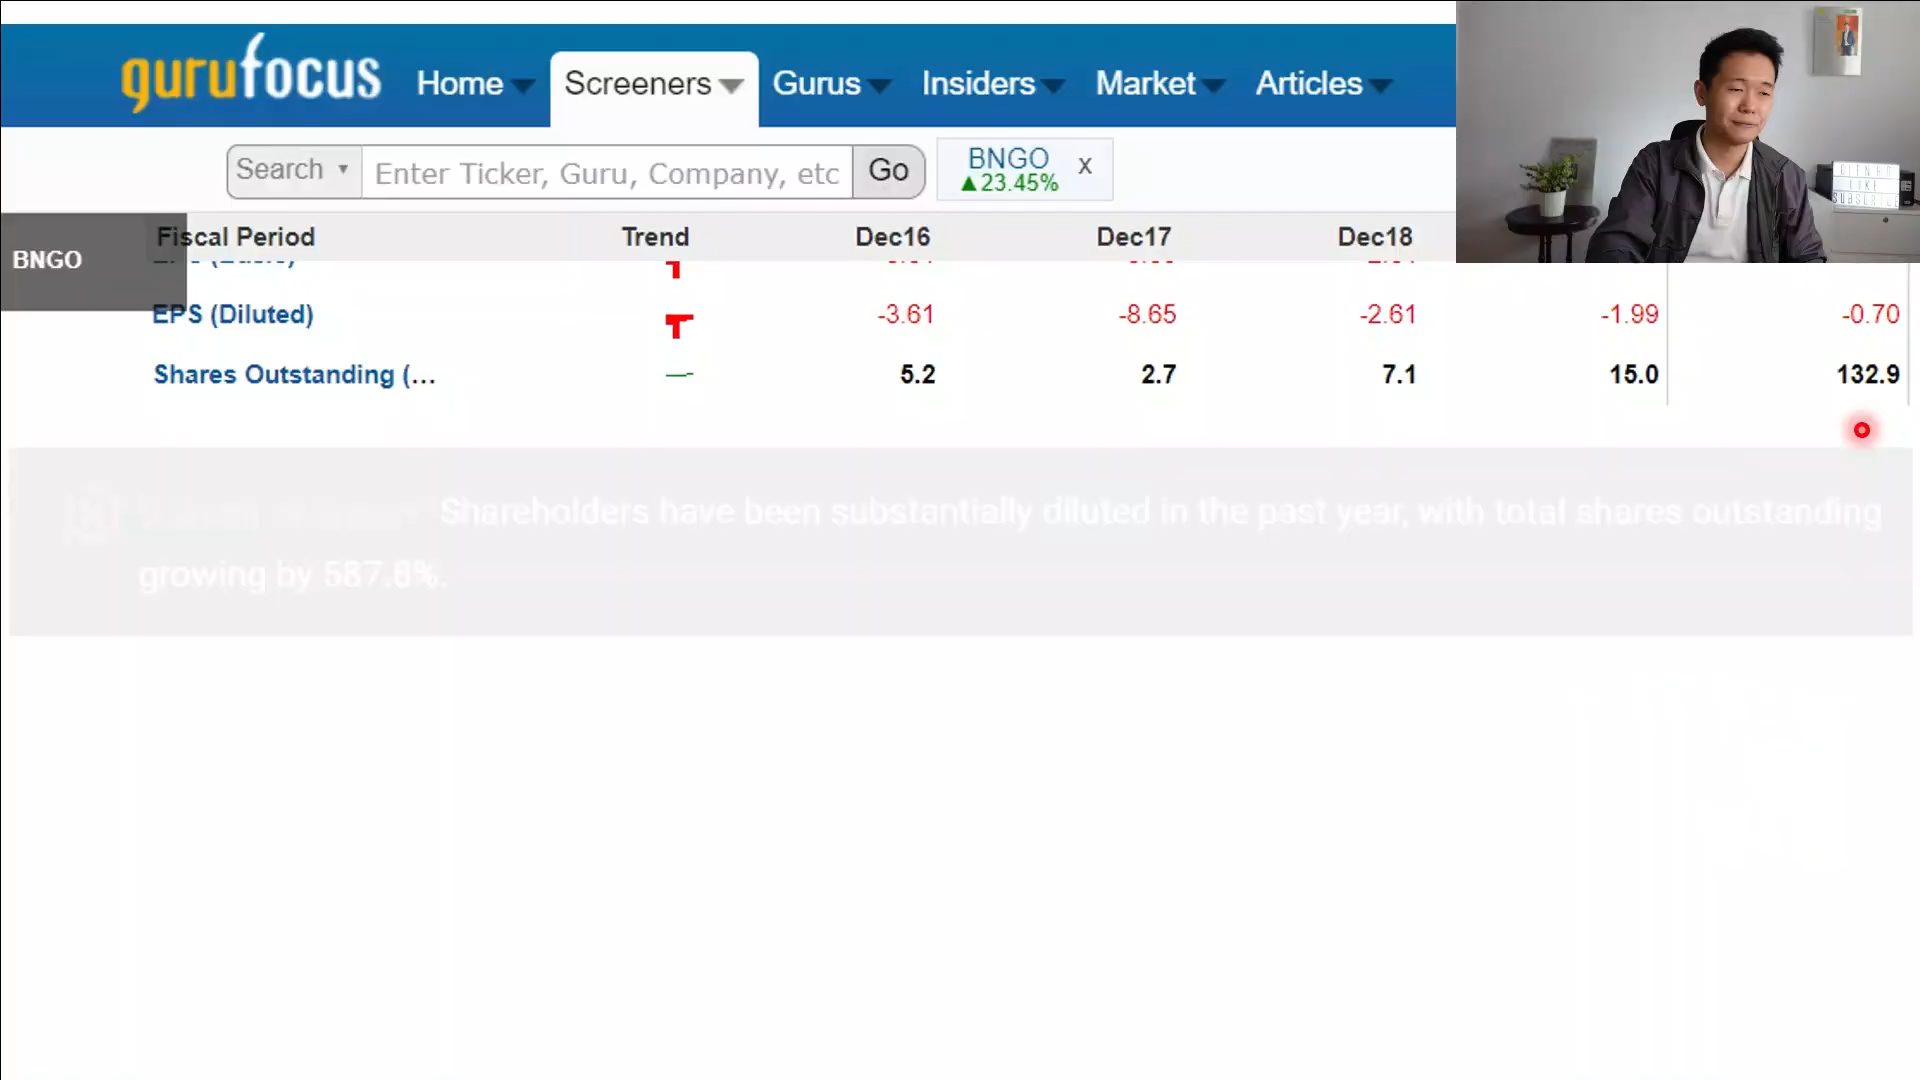 gurufocus Home Screeners Gurus Insiders Market Articles
Search Enter Ticker, Guru, Company, etc Go BNGO X
▲23.45%
Fiscal Period Trend Dec16 Dec17 Dec18
BNGO
EPS (Diluted) -3.61 -8.65 -2.61 -1.99 -0.70
Shares Outstanding (... 5.2 2.7 7.1 15.0 132.9
Shareholders have been substantially diluted in the past year, with total shares outstanding
growing by 587.8%.
LIKE
SUBSCRIBE